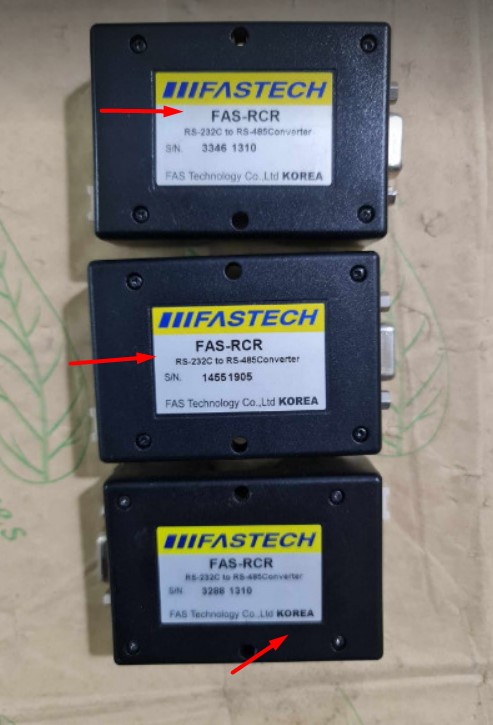 FASTECH
FAS-RCR
RS-232C to RS-485Converter
S/N. 3346 1310
FAS Technology Co.,Ltd KOREA
FASTECH
FAS-RCR
RS-232C to RS-485Converter
S/N. 14551905
FAS Technology Co.,Ltd KOREA
FASTECH
FAS-RCR
RS-232C to RS-485Converter
S/N 3286 1310
FAS Technology Co.,Ltd KOREA